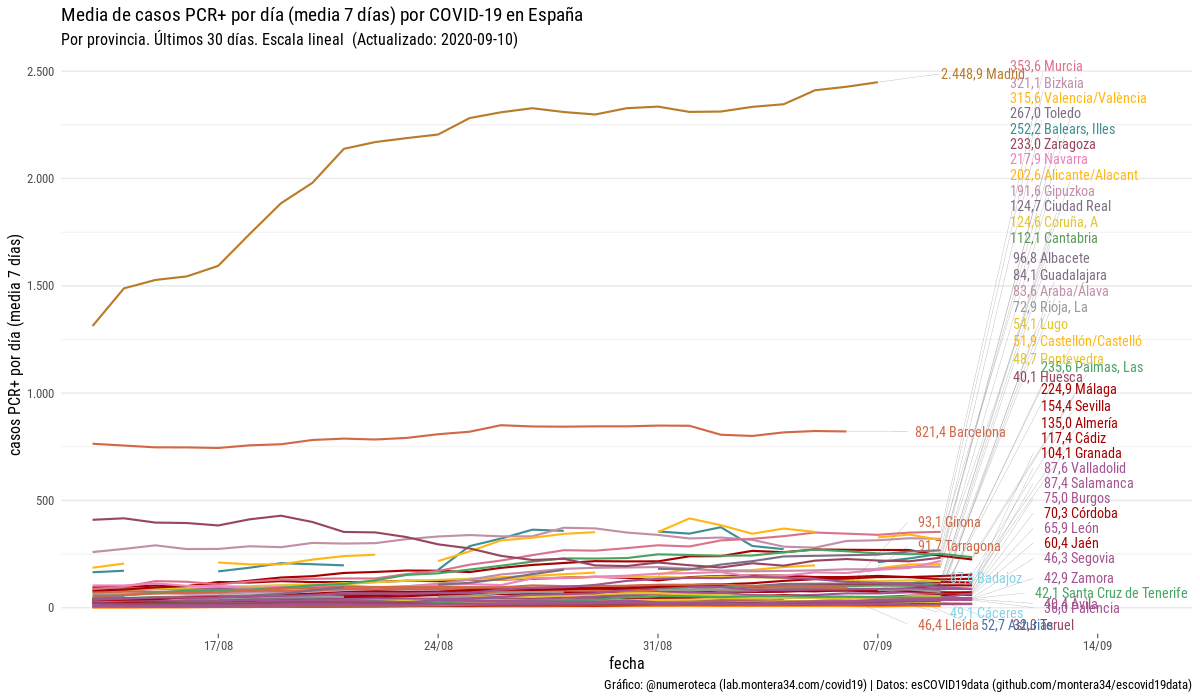 Media de casos PCR+ por día (media 7 días) por COVID-19 en España
Por provincia. Últimos 30 días. Escala lineal (Actualizado: 2020-09-10)
casos PCR+ por día (media 7 días)
2.500
2.000
1.500
1.000
500
0
2.448,9 Madrid
353,6 Murcia
321,1 Bizkaia
315,6 Valencia/València
267,0 Toledo
252,2 Balears, Illes
233,0 Zaragoza
217,9 Navarra
202,6 Alicante/Alacant
191,6 Gipuzkoa
124,7 Ciudad Real
124,6 Coruña, A
112,1 Cantabria
96,8 Albacete
84,1 Guadalajara
83,6 Araba/Álava
72,9 Rioja, La
54,1 Lugo
51,9 Castellón/Castelló
48,7 Pontevedra
235,6 Palmas, Las
40,1 Huesca
224,9 Málaga
154,4 Sevilla
135,0 Almería
821,4 Barcelona
117,4 Cádiz
104,1 Granada
87,6 Valladolid
87,4 Salamanca
75,0 Burgos
70,3 Córdoba
93,1 Girona
65,9 León
60,4 Jaén
91,7 Tarragona
46,3 Segovia
Badajoz
42,9 Zamora
42,1 Santa Cruz de Tenerife
Ávila
Palencia
49,1 Cáceres
46,4 Lleida
52,7 Asturias
Teruel
17/08
24/08
31/08
07/09
14/09
fecha
Gráfico: @numeroteca (lab.montera34.com/covid19) | Datos: esCOVID19data (github.com/montera34/escovid19data)